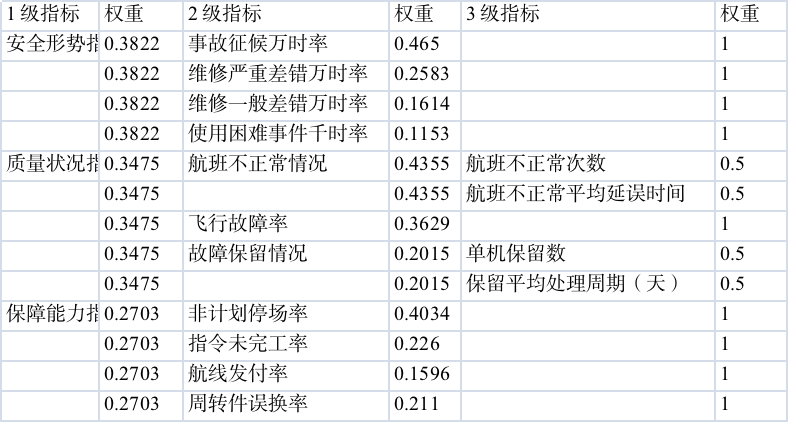 1级指标 权重 2级指标 权重 3级指标 权重
安全形势指 0.3822 事故征候万时率 0.465 1
0.3822 维修严重差错万时率 0.2583 1
0.3822 维修一般差错万时率 0.1614 1
0.3822 使用困难事件千时率 0.1153 1
质量状况指 0.3475 航班不正常情况 0.4355 航班不正常次数 0.5
0.3475 0.4355 航班不正常平均延误时间 0.5
0.3475 飞行故障率 0.3629 1
0.3475 故障保留情况 0.2015 单机保留数 0.5
0.3475 0.2015 保留平均处理周期（天） 0.5
保障能力指 0.2703 非计划停场率 0.4034 1
0.2703 指令未完工率 0.226 1
0.2703 航线发付率 0.1596 1
0.2703 周转件误换率 0.211 1